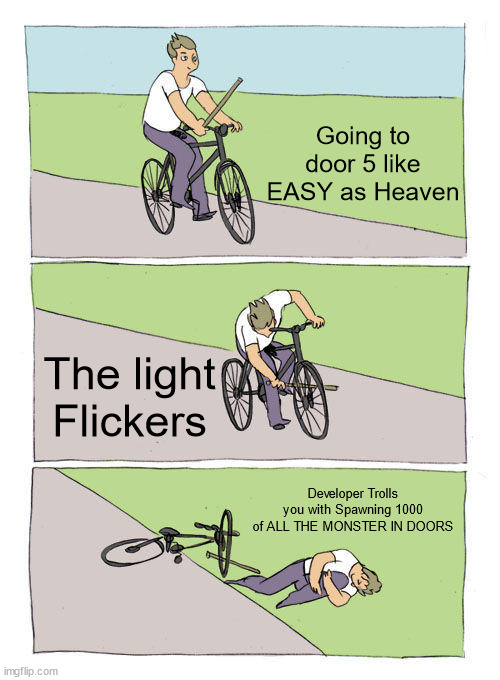 Going to
door 5 like
EASY as Heaven
The light
Flickers
Developer Trolls
you with Spawning 1000
of ALL THE MONSTER IN DOORS
imgflip.com